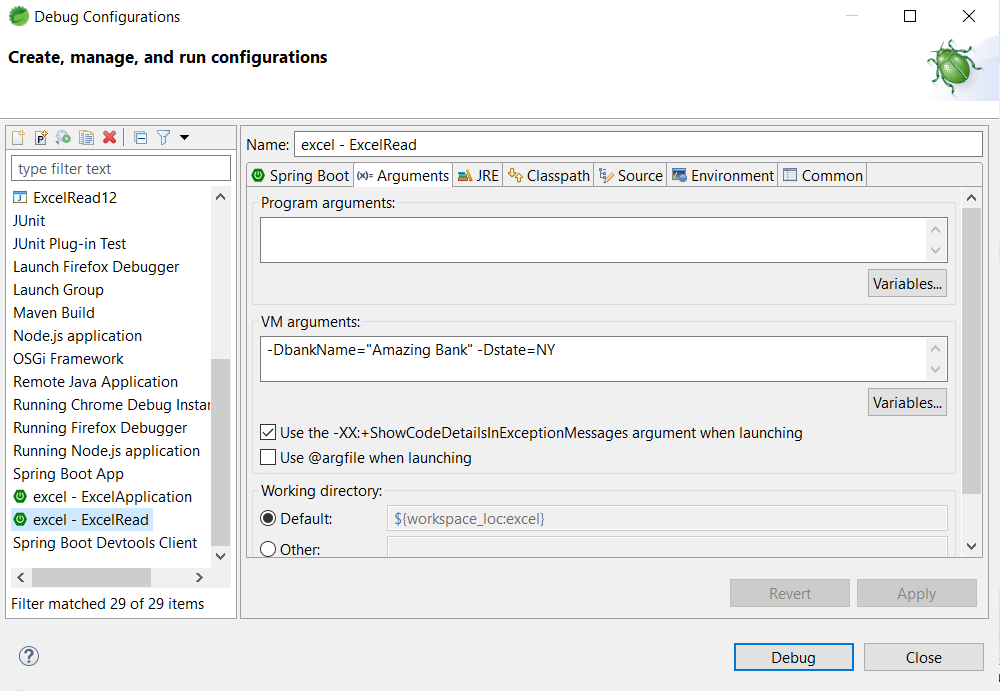 Debug Configurations
Create, manage, and run configurations
type filter text
ExcelRead12
JUnit
JUnit Plug-in Test
Launch Firefox Debugger
Launch Group
Maven Build
Node.js application
OSGi Framework
Remote Java Application
Running Chrome Debug Instar
Running Firefox Debugger
Running Node.js application
Spring Boot App
excel - ExcelApplication
excel - ExcelRead
Spring Boot Devtools Client
Filter matched 29 of 29 items
Name: excel - ExcelRead
Spring Boot (x)= Arguments JRE Classpath Source Environment Common
Program arguments:
Variables...
VM arguments:
-DbankName="Amazing Bank" -Dstate=NY
Variables...
Use the -XX:+ShowCodeDetailsInExceptionMessages argument when launching
Use @argfile when launching
Working directory:
Default: ${workspace_loc:excel}
Other:
Revert Apply
? Debug Close